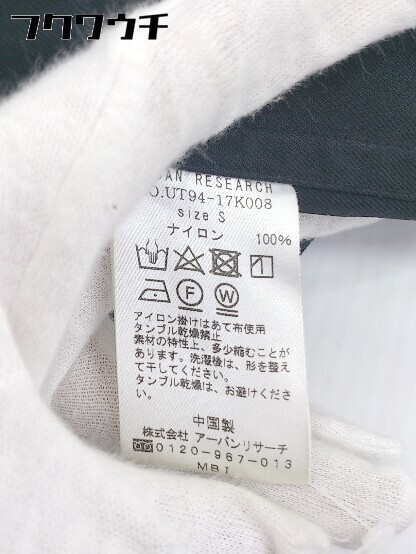 フクワウチ
RESEARCH
O.UT94-17K008
size S
ナイロン 100%
F W
アイロン掛けはあて布使用
タンブル乾燥禁止
素材の特性上、多少縮むことが
あります。洗濯後は、形を整え
て干してください。
タンブル乾燥は、お避けくださ
い。
中国製
株式会社 アーバンリサーチ
0120-967-013
MB1